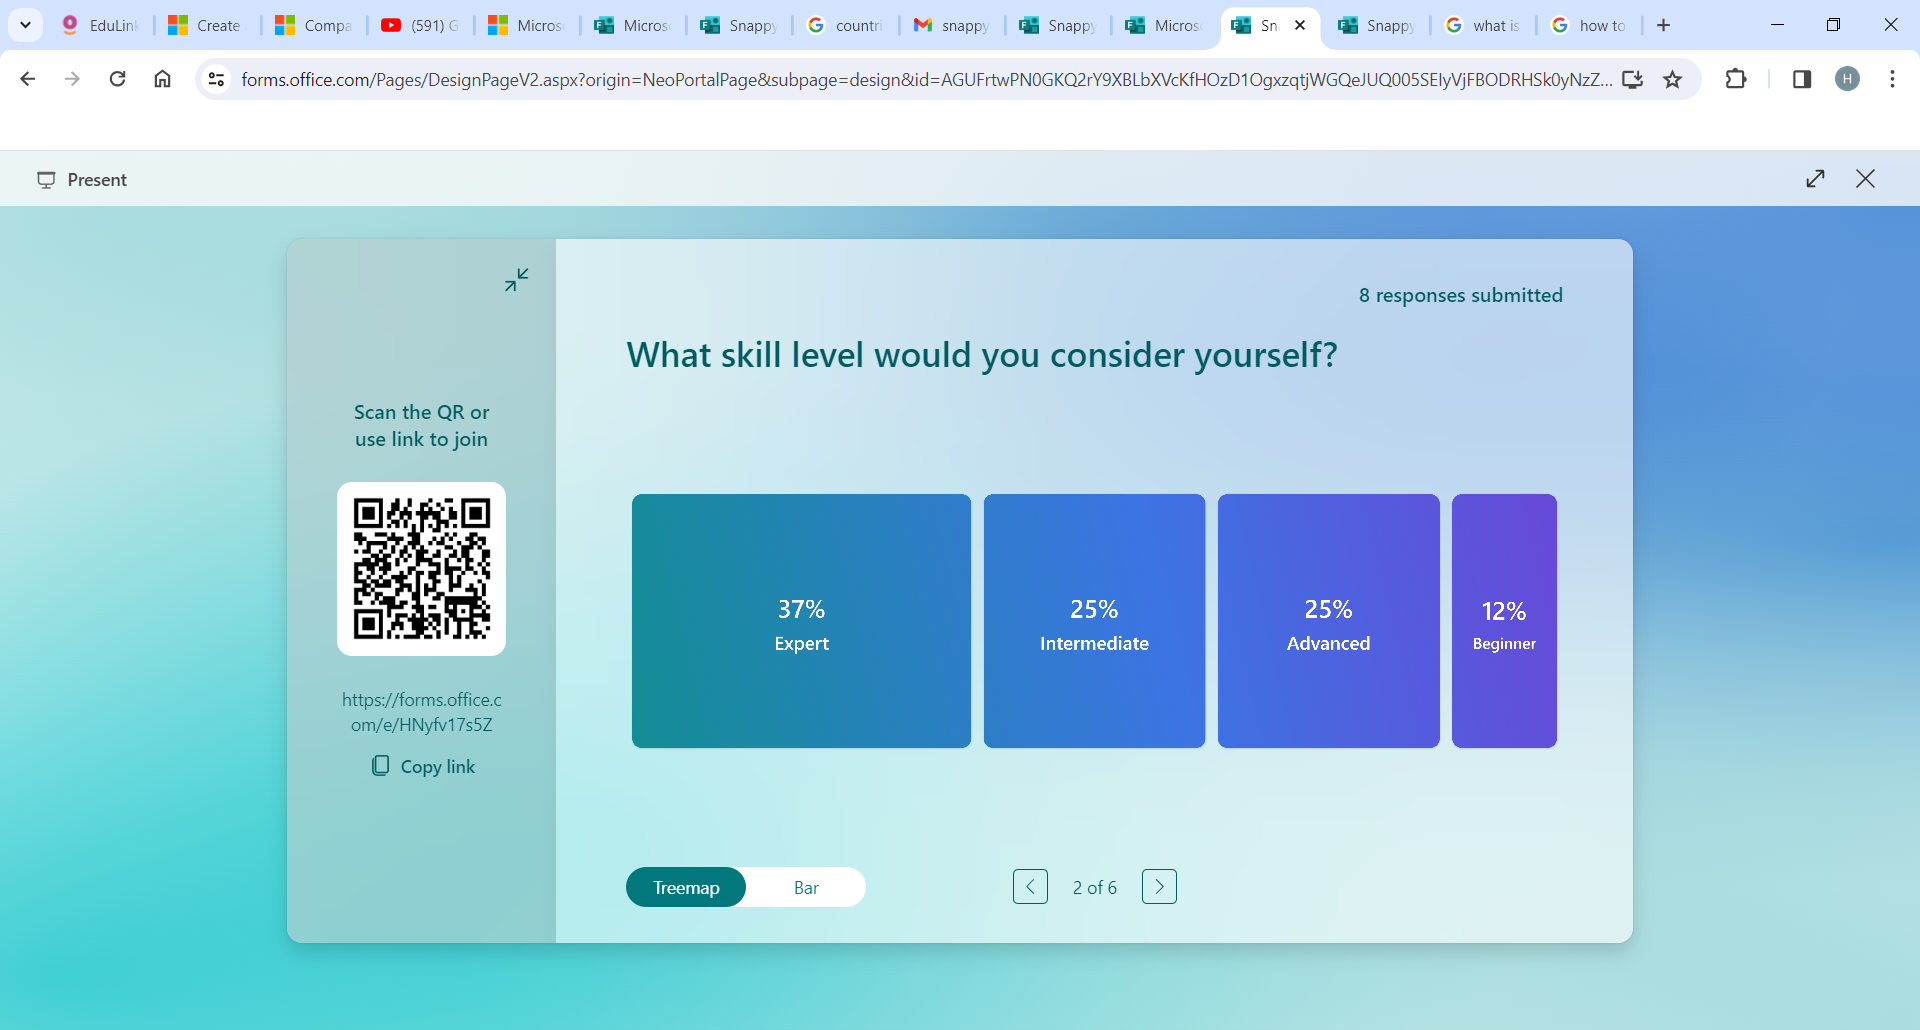 EduLink
Create
Compa
(591) G
Micros
Micros
Snappy
countri
snappy
Snappy
Micros
Sn
Snappy
what is
how to
forms.office.com/Pages/DesignPageV2.aspx?origin=NeoPortalPage&subpage=design&id=AGUFrtwPN0GKQ2rY9XBLbXVcKfHOzD1OgxzqtjWGQeJUQ005SElyVjFBODRHSk0yNzZ...
H
Present
8 responses submitted
What skill level would you consider yourself?
Scan the QR or
use link to join
https://forms.office.c
om/e/HNyfv17s5Z
Copy link
37%
Expert
25%
Intermediate
25%
Advanced
12%
Beginner
Treemap
Bar
2 of 6